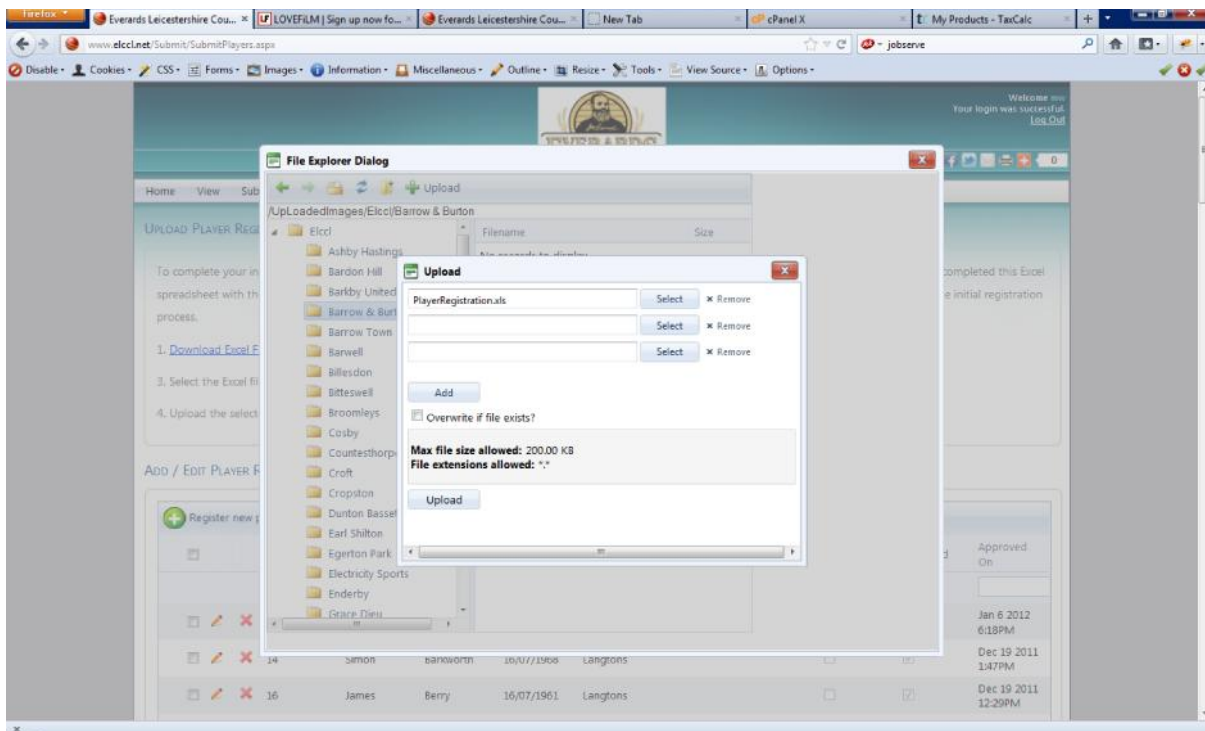 Firefox
Everards Leicestershire Cou... LOVEFiLM | Sign up now fo... Everards Leicestershire Cou... New Tab cPanel X My Products - TaxCalc
www.elccl.net/Submit/SubmitPlayers.aspx jobserve
Disable Cookies CSS Forms Images Information Miscellaneous Outline Resize Tools View Source Options
Welcome
Your login was successful.
Log Out
EVERARDS
File Explorer Dialog
0
Home View Sub
Upload
/UpLoadedImages/Elccl/Barrow & Burton
UPLOAD PLAYER REG
Elccl
Filename Size
Ashby Hastings
No records to display
To complete your in
Bardon Hill
Upload
completed this Excel
spreadsheet with th
Barkby United
PlayerRegistration.xls Select Remove
e initial registration
process.
Barrow & Burt
Select Remove
Barrow Town
1. Download Excel F
Barwell
Select Remove
Billesdon
3. Select the Excel fi
Bitteswell
Add
4. Upload the select
Broomleys
Overwrite if file exists?
Cosby
Countesthorp
Max file size allowed: 200.00 KB
File extensions allowed: *.*
ADD / EDIT PLAYER R
Croft
Cropston
Upload
Register new p
Dunton Basset
Earl Shilton
Egerton Park
d Approved On
Electricity Sports
Enderby
Grace Dieu
Jan 6 2012 6:18PM
14 Simon Bankworth 16/07/1968 Langtons Dec 19 2011 1:47PM
16 James Berry 16/07/1961 Langtons Dec 19 2011 12:29PM